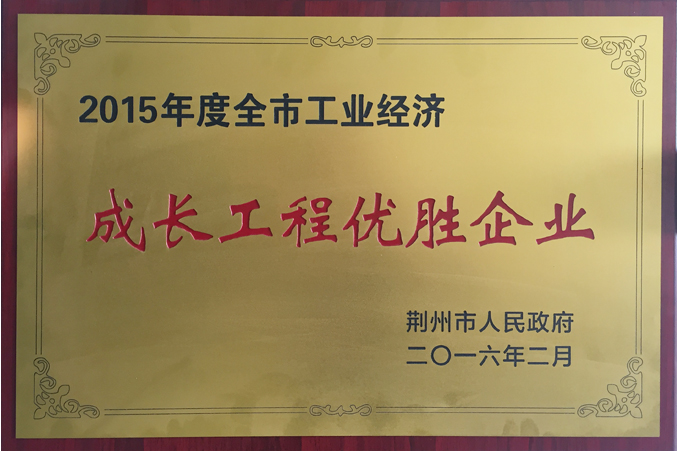 2015年度全市工业经济
成长工程优胜企业
荆州市人民政府
二〇一六年二月